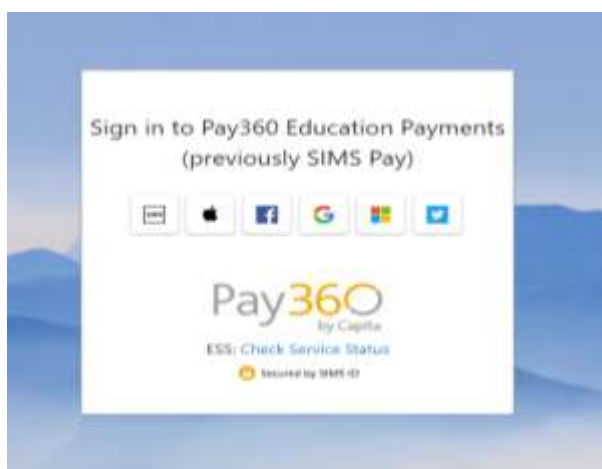 Sign in to Pay360 Education Payments
(previously SIMS Pay)
Pay360
by Capita
ESS: Check Service Status
Secured by SIMS ID